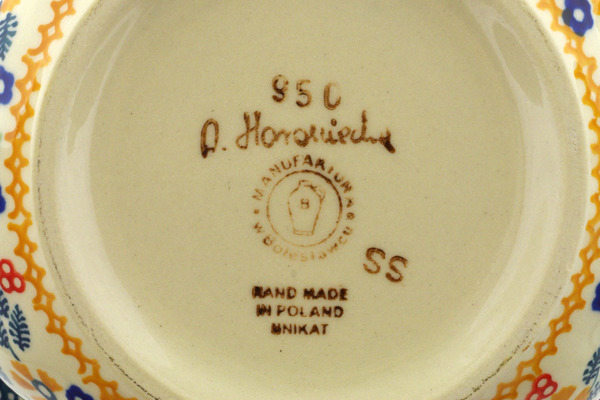 950
MANUFAKTURA
w Bolesławcu
B
SS
HAND MADE
IN POLAND
UNIKAT